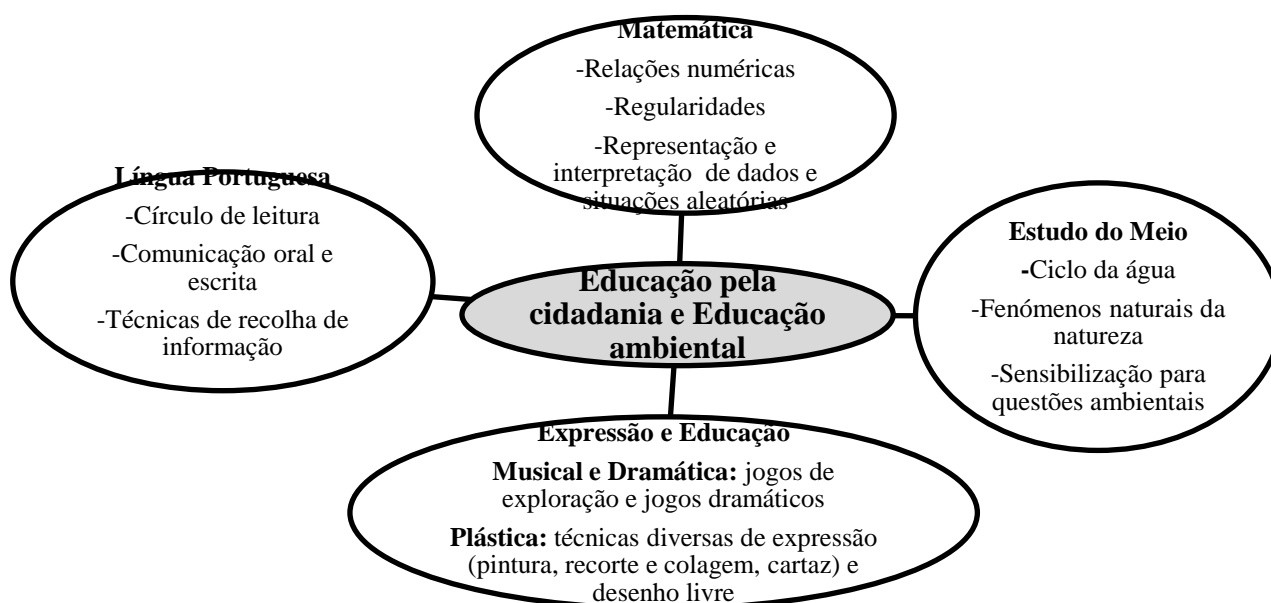 Matemática
-Relações numéricas
-Regularidades
-Representação e
interpretação de dados e
situações aleatórias
Língua Portuguesa
-Círculo de leitura
-Comunicação oral e
escrita
-Técnicas de recolha de
informação
Educação pela
cidadania e Educação
ambiental
Estudo do Meio
-Ciclo da água
-Fenómenos naturais da
natureza
-Sensibilização para
questões ambientais
Expressão e Educação
Musical e Dramática: jogos de
exploração e jogos dramáticos
Plástica: técnicas diversas de expressão
(pintura, recorte e colagem, cartaz) e
desenho livre